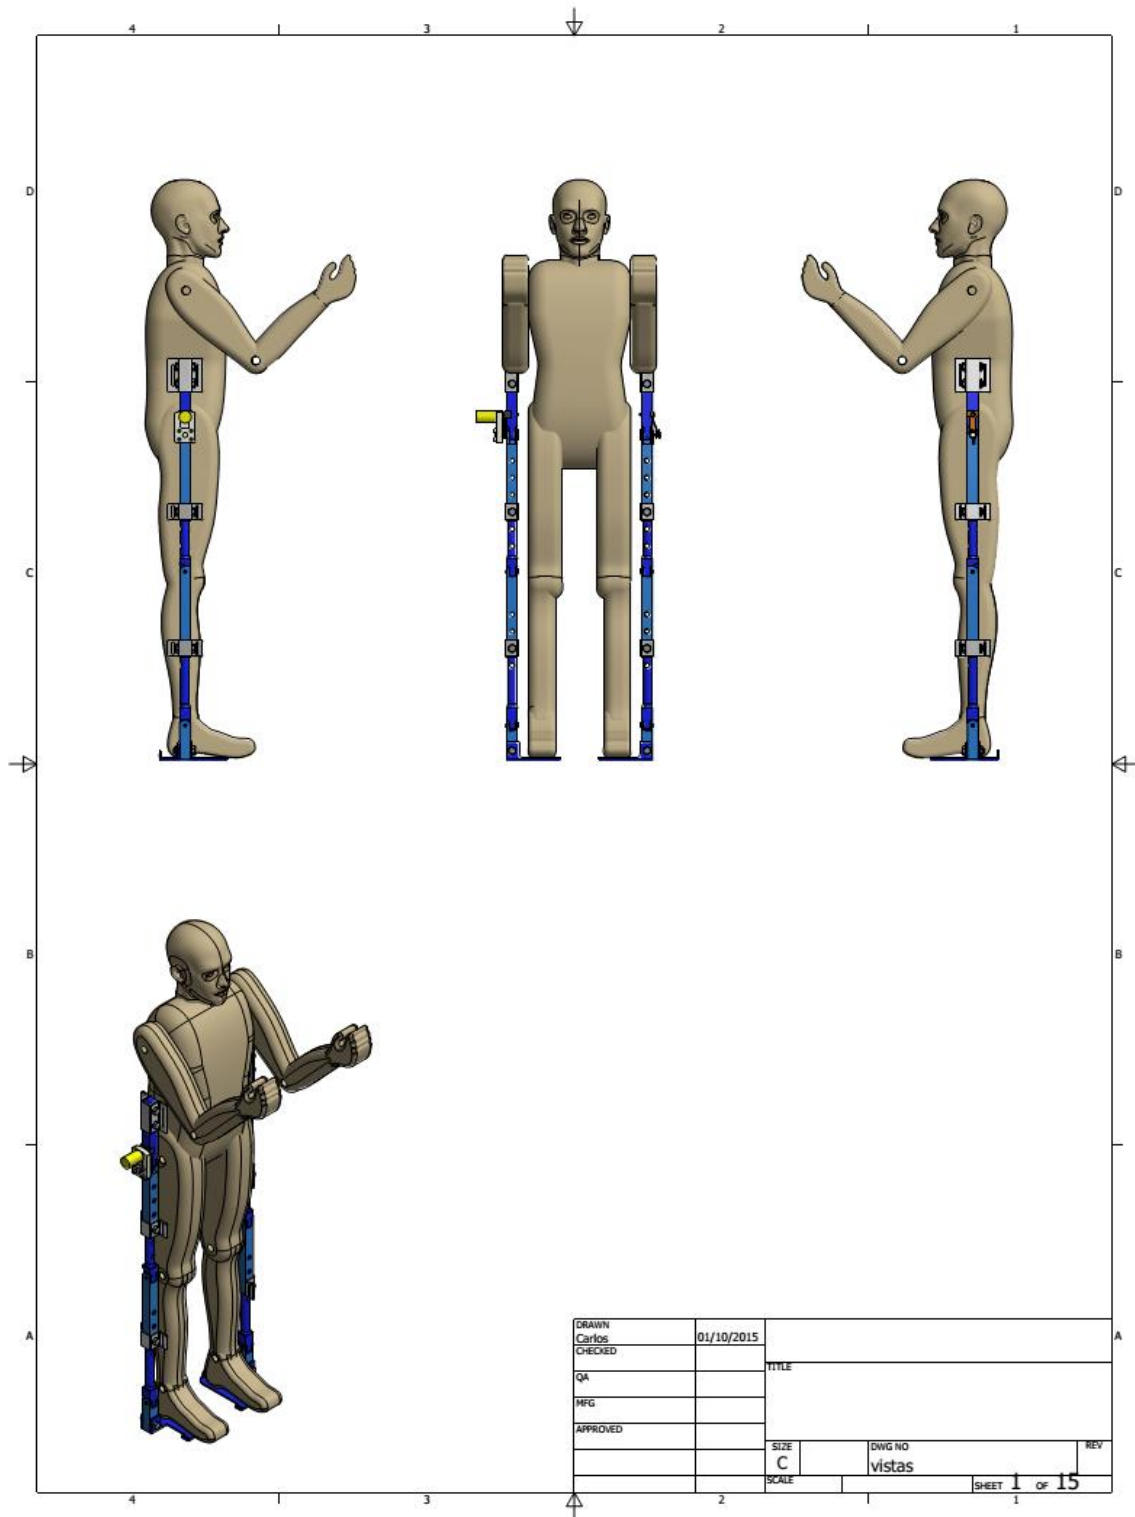 4 3 2 1
D D
C C
B B
A A
DRAWN
Carlos 01/10/2015
CHECKED
TITLE
QA
MFG
APPROVED
SIZE DWG NO REV
C vistas
SCALE SHEET 1 OF 15
4 3 2 1